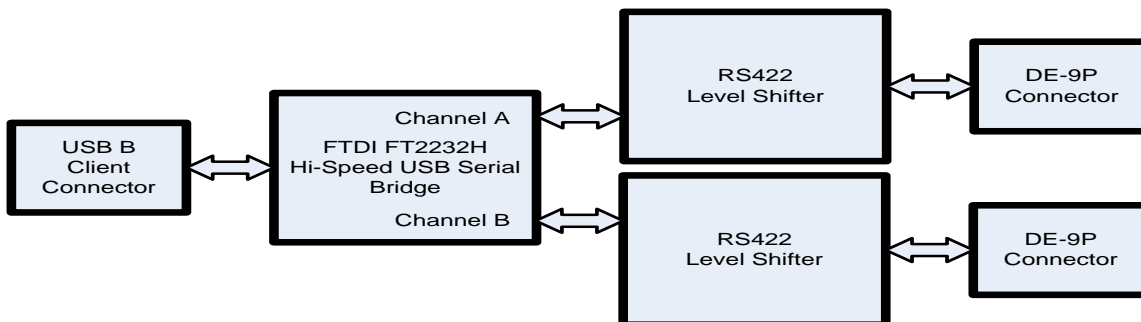 USB B
Client
Connector
Channel A
FTDI FT2232H
Hi-Speed USB Serial
Bridge
Channel B
RS422
Level Shifter
DE-9P
Connector
RS422
Level Shifter
DE-9P
Connector